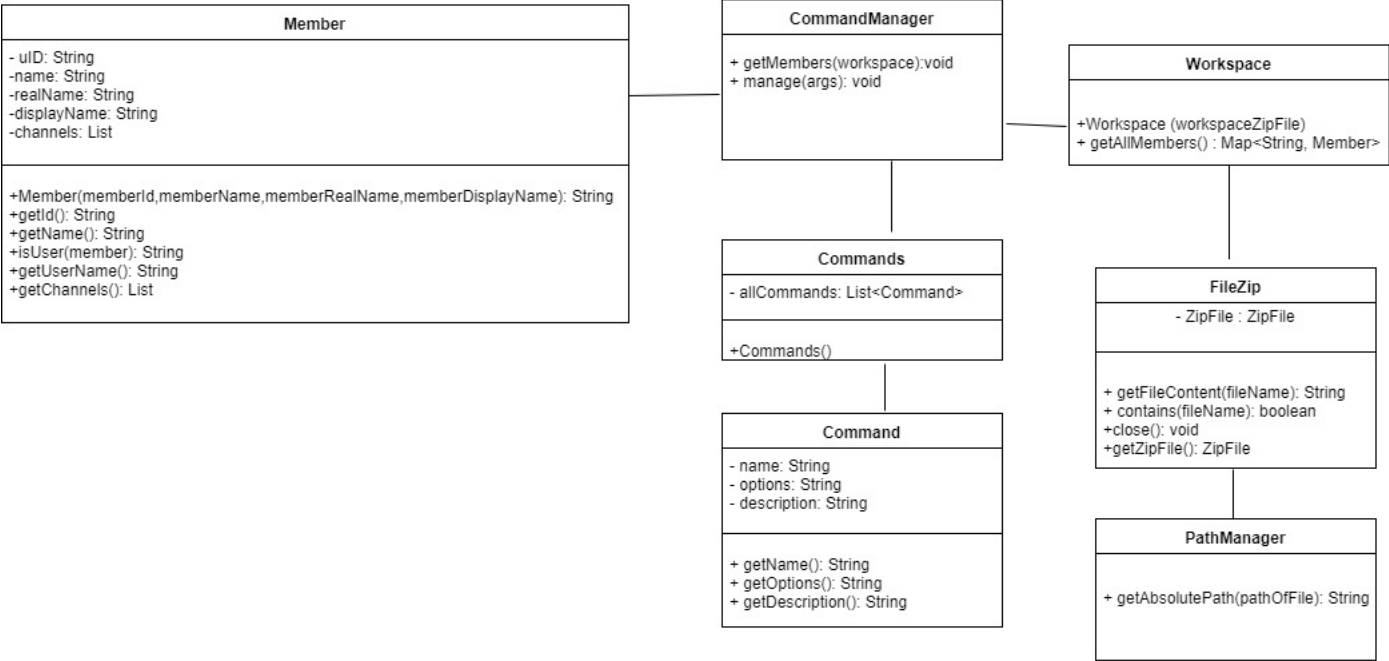 Member
- uID: String
-name: String
-realName: String
-displayName: String
-channels: List
+Member(memberId,memberName,memberRealName,memberDisplayName): String
+getId(): String
+getName(): String
+isUser(member): String
+getUserName(): String
+getChannels(): List
CommandManager
+ getMembers(workspace):void
+ manage(args): void
Workspace
+Workspace (workspaceZipFile)
+ getAllMembers() : Map<String, Member>
Commands
- allCommands: List<Command>
+Commands()
Command
- name: String
- options: String
- description: String
+ getName(): String
+ getOptions(): String
+ getDescription(): String
FileZip
- ZipFile : ZipFile
+ getFileContent(fileName): String
+ contains(fileName): boolean
+close(): void
+getZipFile(): ZipFile
PathManager
+ getAbsolutePath(pathOfFile): String